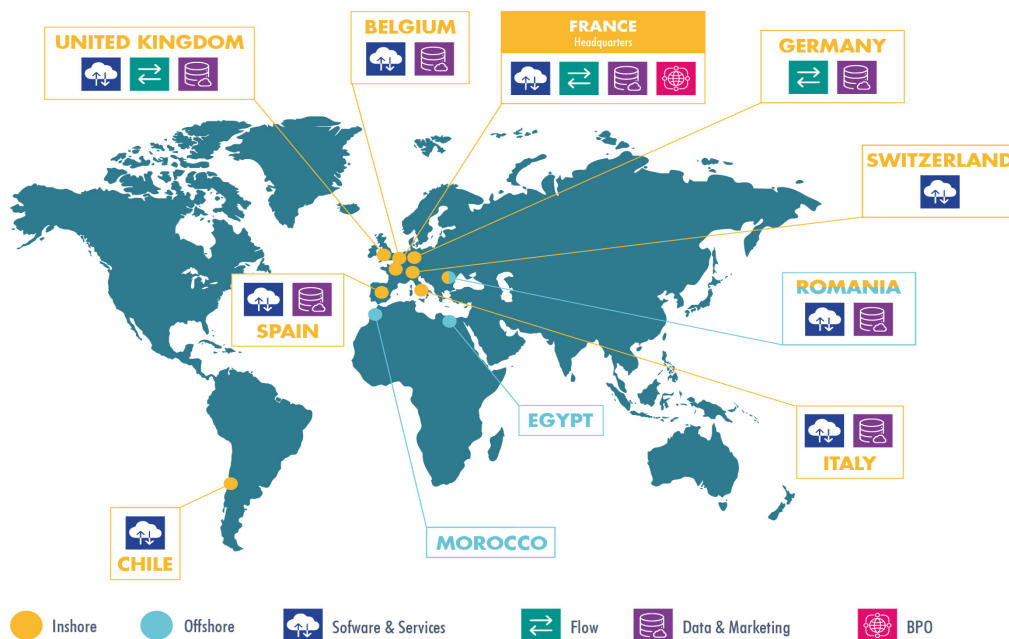 UNITED KINGDOM
BELGIUM
FRANCE
Headquarters
GERMANY
SWITZERLAND
SPAIN
ROMANIA
EGYPT
ITALY
MOROCCO
CHILE
Inshore
Offshore
Sofware & Services
Flow
Data & Marketing
BPO